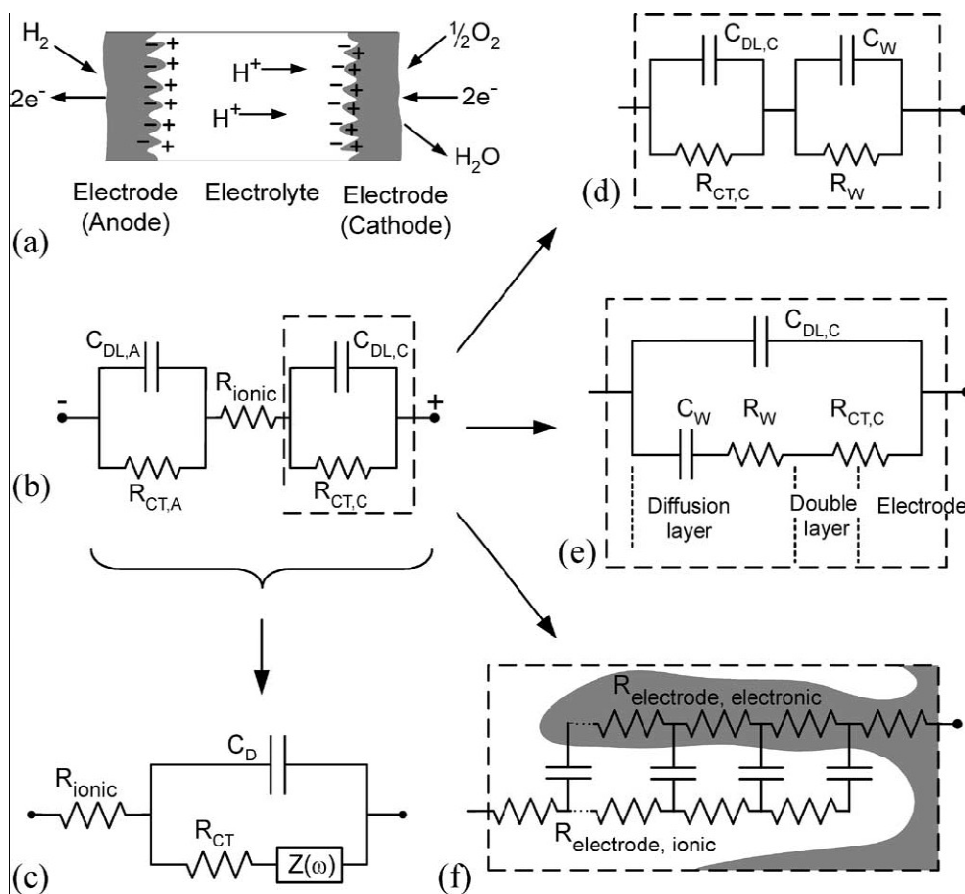 H2
2e-
- + - + - + - + - + - +
H+
H+
- + - + - + - + - + - +
½O2
2e-
H2O
Electrode
(Anode)
Electrolyte
Electrode
(Cathode)
(a)
CDL,A
-
RCT,A
Rionic
CDL,C
+
RCT,C
(b)
Rionic
CD
RCT
Z(ω)
(c)
CDL,C
CW
RCT,C
RW
(d)
CDL,C
CW
RW
RCT,C
Diffusion
layer
Double
layer
Electrode
(e)
Relectrode, electronic
Relectrode, ionic
(f)